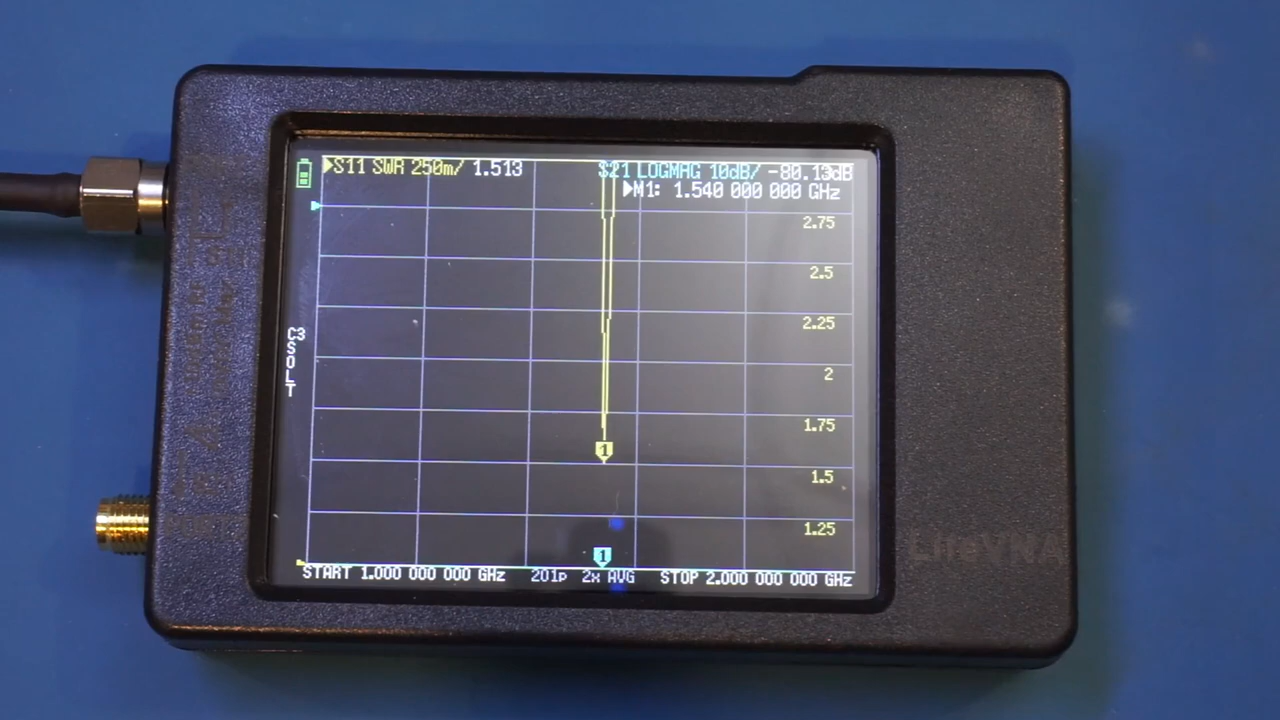 S11 SWR 250m/ 1.513 S21 LOGMAG 10dB/ -80.13dB
M1: 1.540 000 000 GHz
2.75
2.5
2.25
2
1.75
1.5
1.25
C3
S
O
L
T
1
1
START 1.000 000 000 GHz 201p 2x AVG STOP 2.000 000 000 GHz
LiteVNA